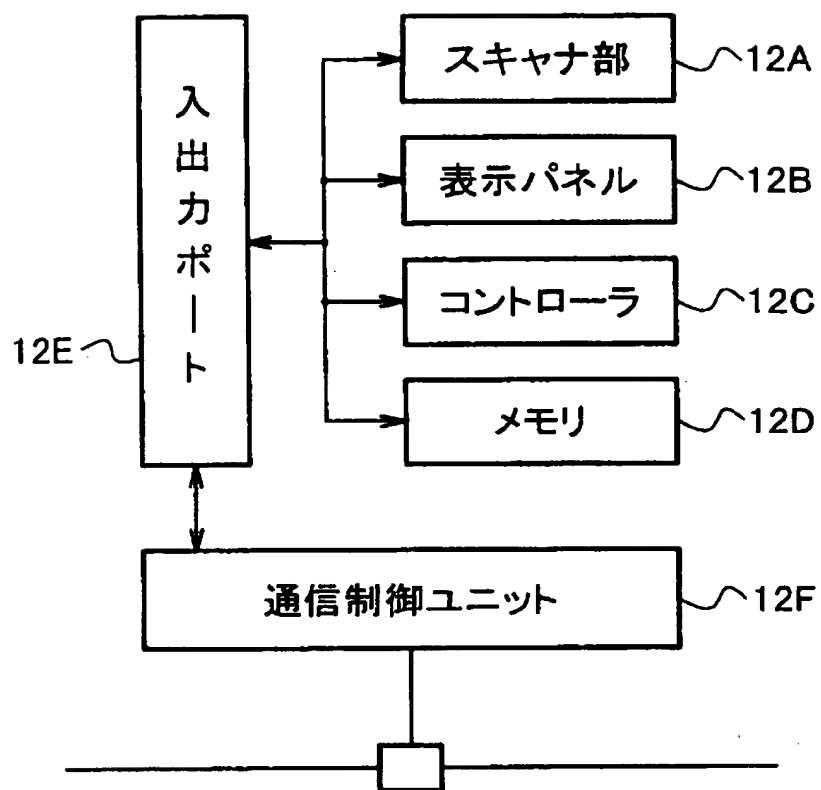 スキャナ部
12A
入出力ポート
表示パネル
12B
コントローラ
12C
12E
メモリ
12D
通信制御ユニット
12F